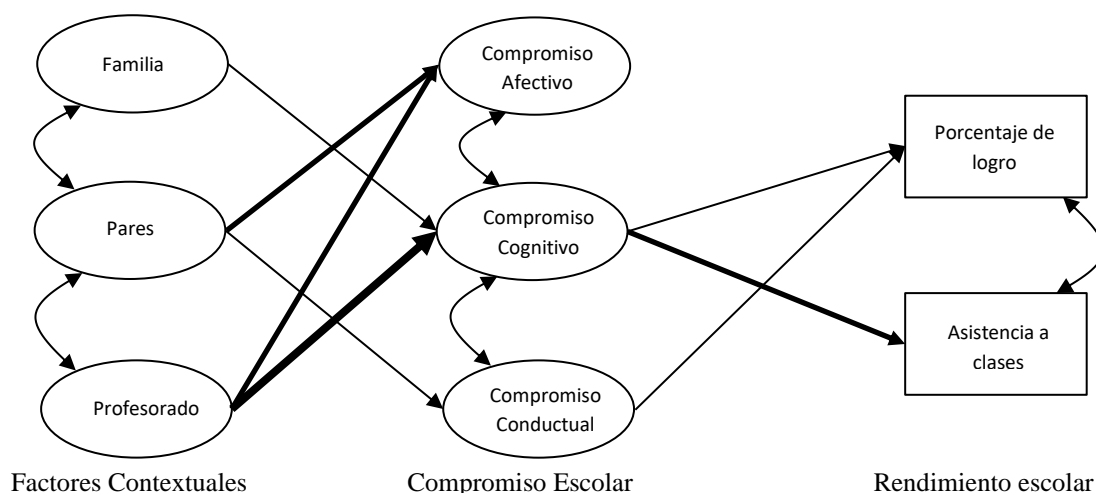 Familia
Pares
Profesorado
Factores Contextuales
Compromiso
Afectivo
Compromiso
Cognitivo
Compromiso
Conductual
Compromiso Escolar
Porcentaje de
logro
Asistencia a
clases
Rendimiento escolar